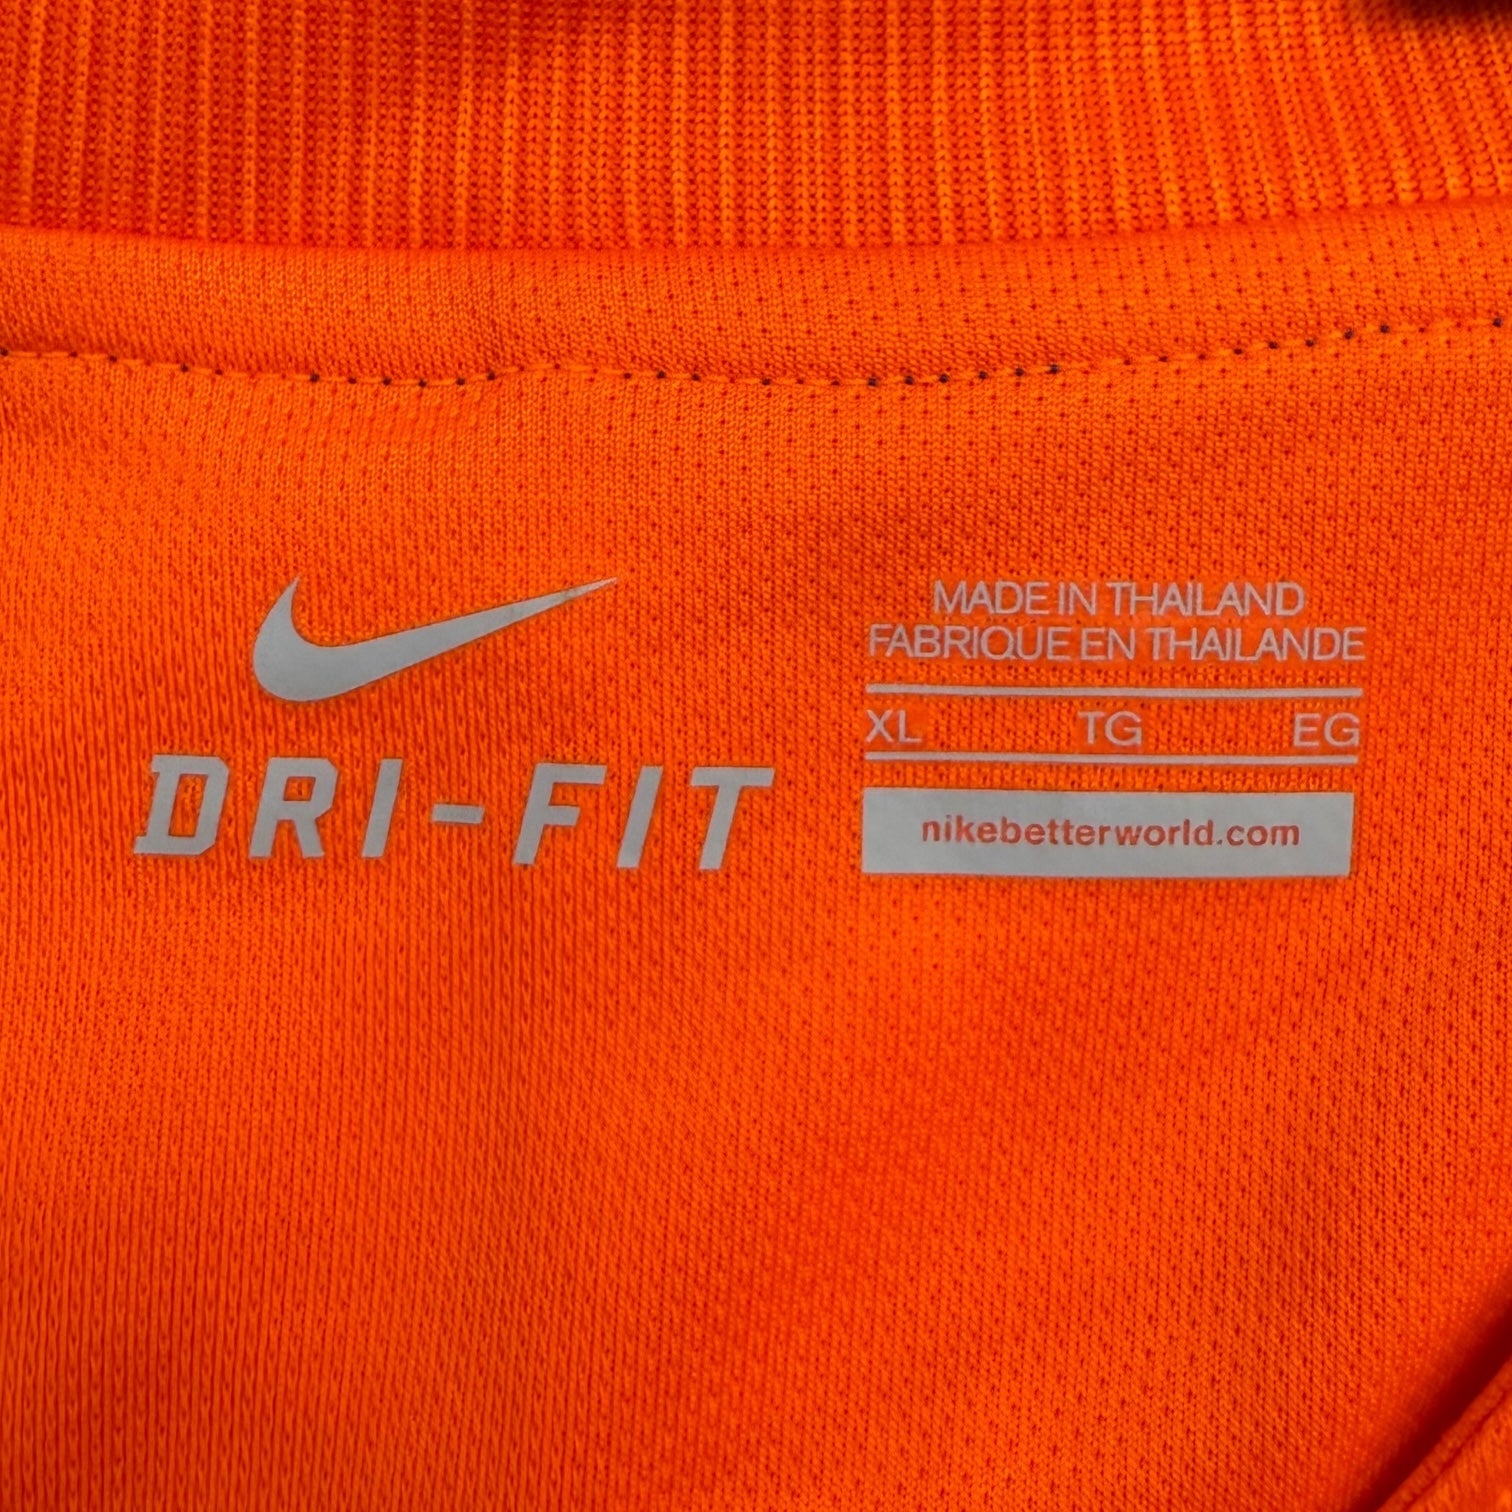 DRI-FIT
MADE IN THAILAND
FABRIQUE EN THAILANDE
XL TG EG
nikebetterworld.com